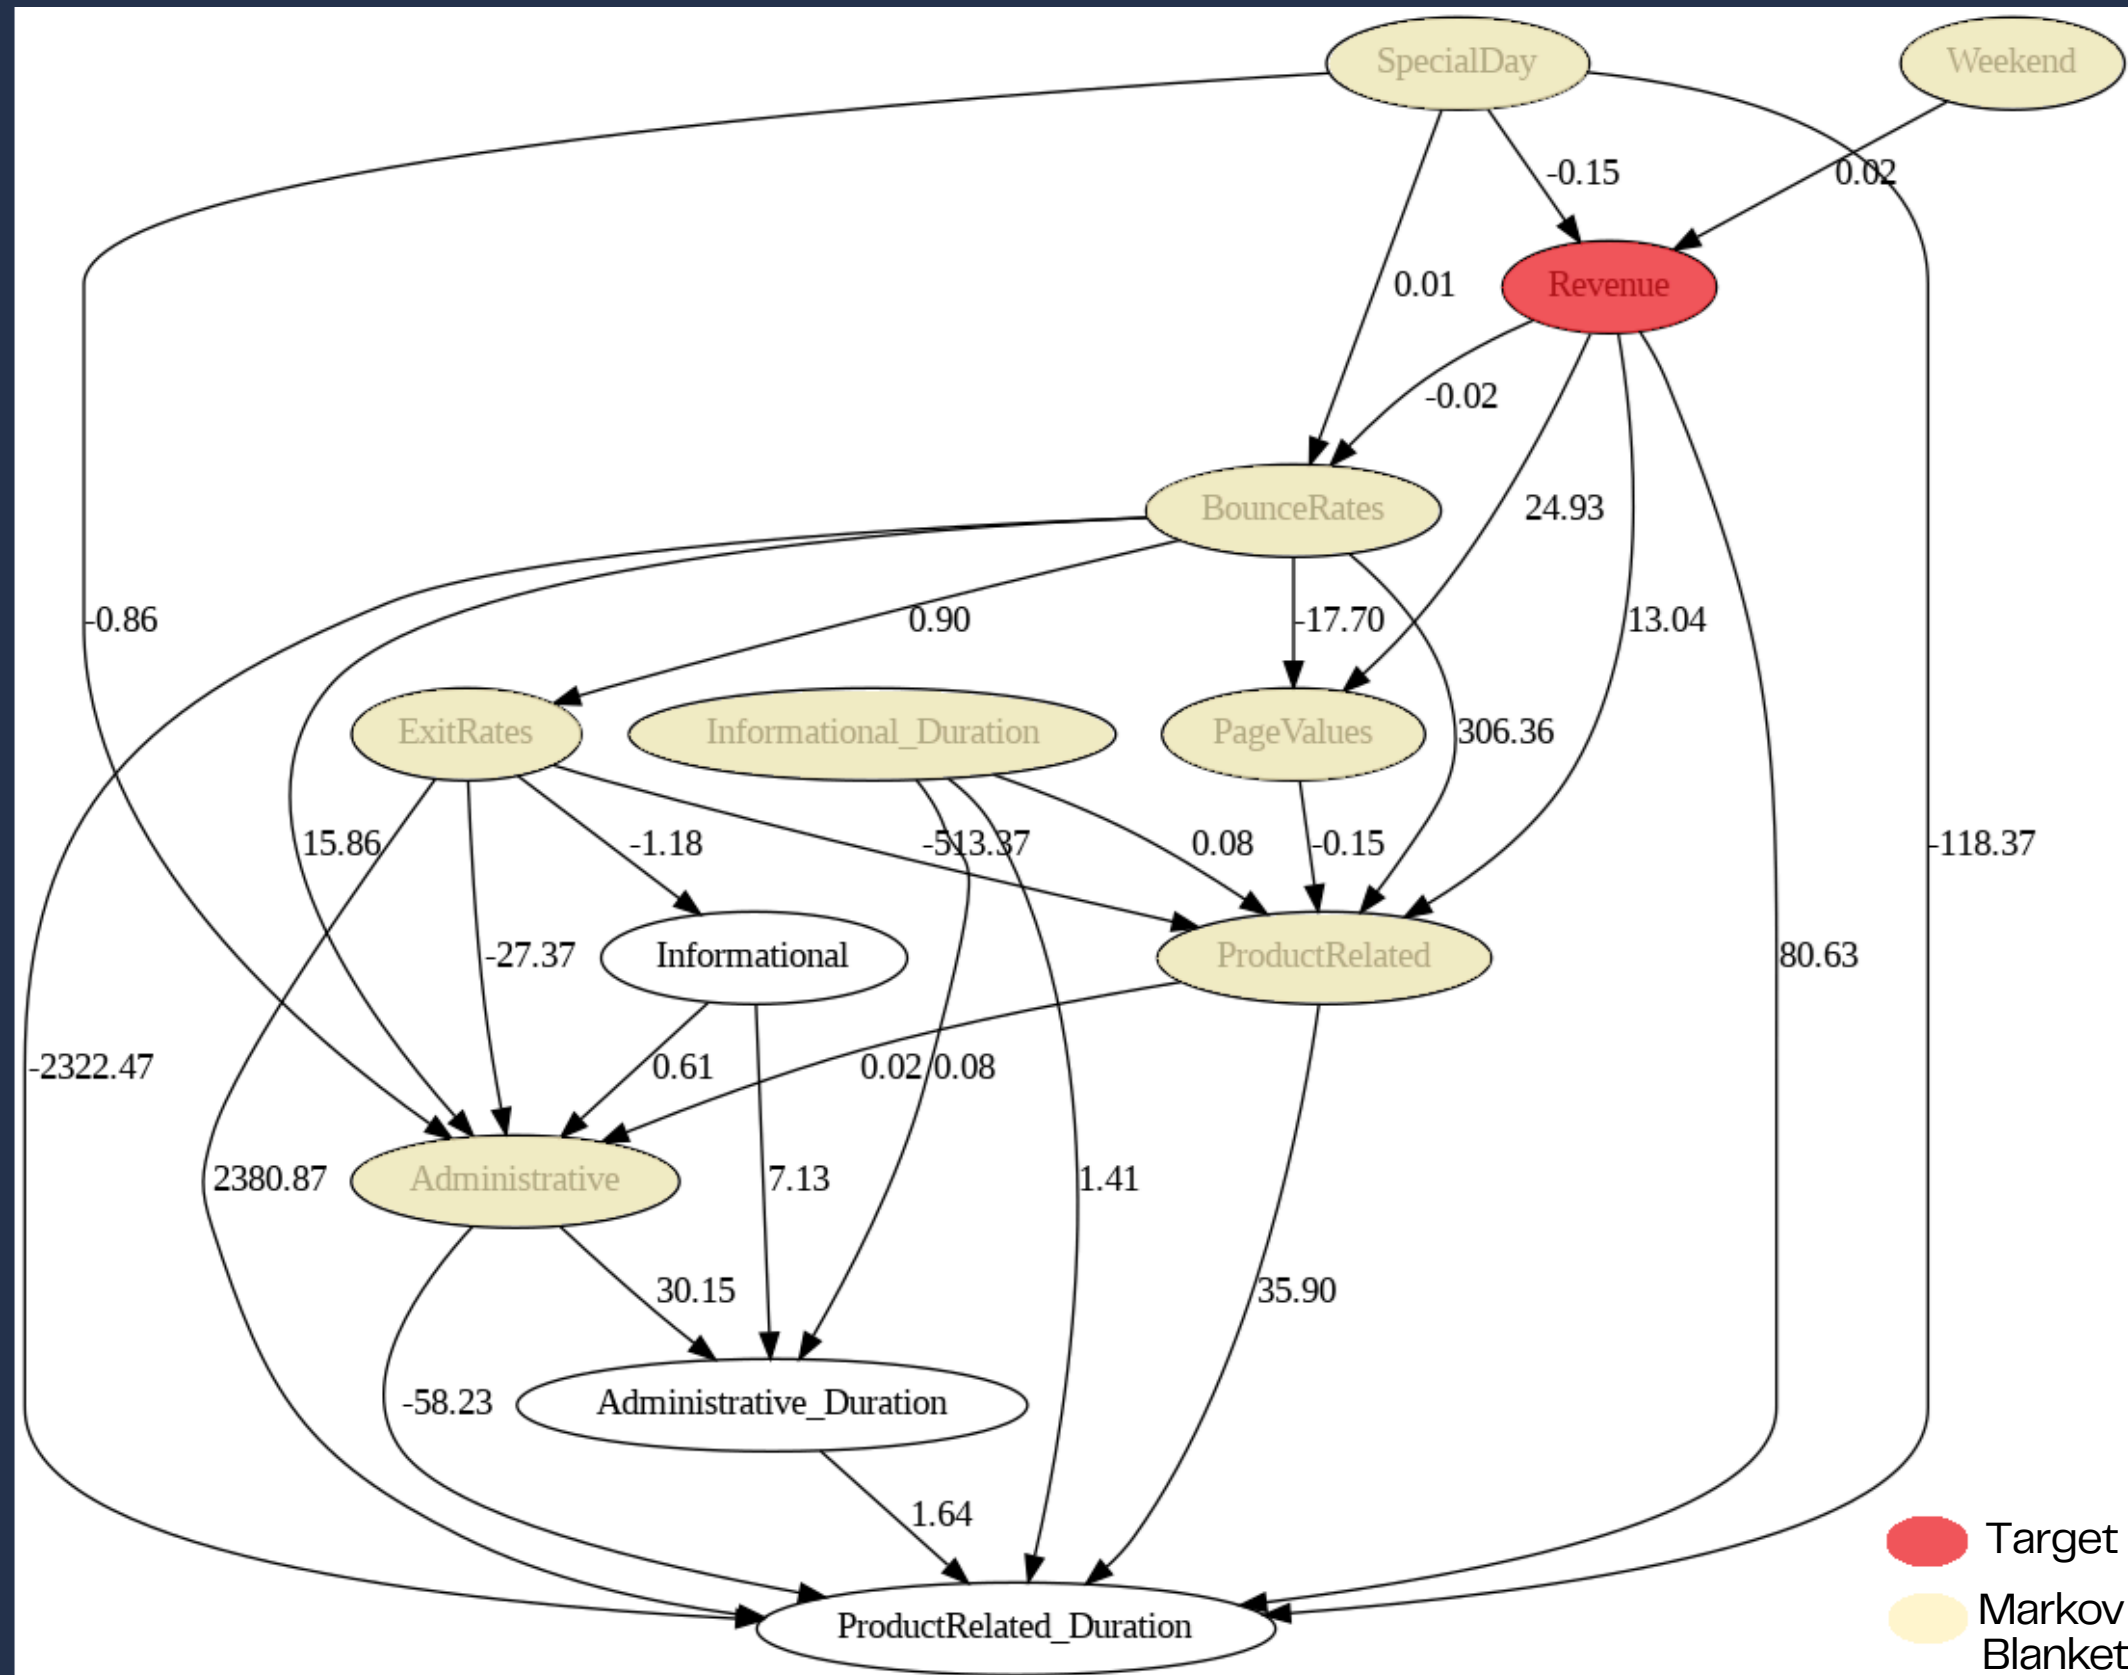 SpecialDay
Weekend
-0.15
0.02
0.01
Revenue
-0.02
BounceRates
24.93
-0.86
0.90
-17.70
13.04
ExitRates
Informational_Duration
PageValues
306.36
15.86
-1.18
-513.37
0.08
-0.15
-118.37
-27.37
Informational
ProductRelated
80.63
-2322.47
0.61
0.02
0.08
2380.87
Administrative
7.13
1.41
30.15
35.90
-58.23
Administrative_Duration
1.64
Target
ProductRelated_Duration
Markov
Blanket